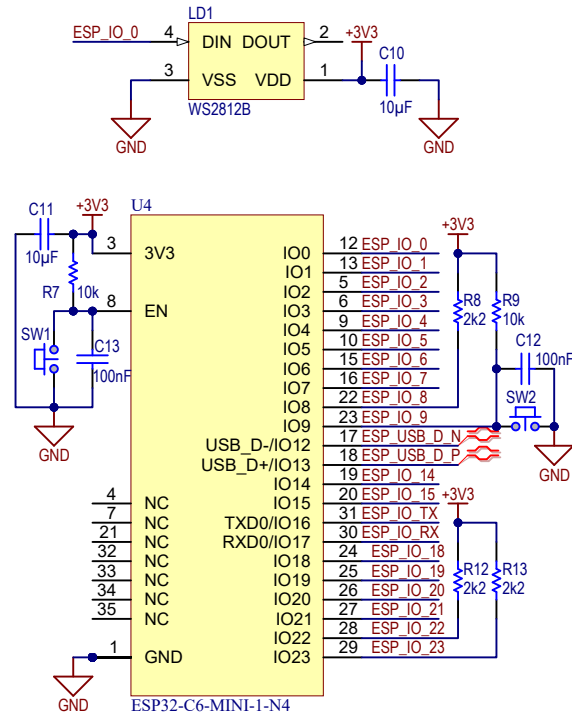 LD1
ESP_IO_0 4 DIN DOUT 2 +3V3
C10
3 VSS VDD 1
10µF
WS2812B
GND GND
C11 +3V3 U4
10µF
3 3V3
R7 10k
8 EN
SW1
C13
100nF
GND
4 NC
7 NC
21 NC
32 NC
33 NC
34 NC
35 NC
1 GND
GND
IO0 12 ESP_IO_0
IO1 13 ESP_IO_1
IO2 5 ESP_IO_2
IO3 6 ESP_IO_3
IO4 9 ESP_IO_4
IO5 10 ESP_IO_5
IO6 15 ESP_IO_6
IO7 16 ESP_IO_7
IO8 22 ESP_IO_8
IO9 23 ESP_IO_9
USB_D-/IO12 17 ESP_USB_D_N
USB_D+/IO13 18 ESP_USB_D_P
IO14 19 ESP_IO_14
IO15 20 ESP_IO_15
TXD0/IO16 31 ESP_IO_TX
RXD0/IO17 30 ESP_IO_RX
IO18 24 ESP_IO_18
IO19 25 ESP_IO_19
IO20 26 ESP_IO_20
IO21 27 ESP_IO_21
IO22 28 ESP_IO_22
IO23 29 ESP_IO_23
+3V3
R8 R9
2k2 10k
C12
100nF
SW2
GND
+3V3
R12 R13
2k2 2k2
ESP32-C6-MINI-1-N4